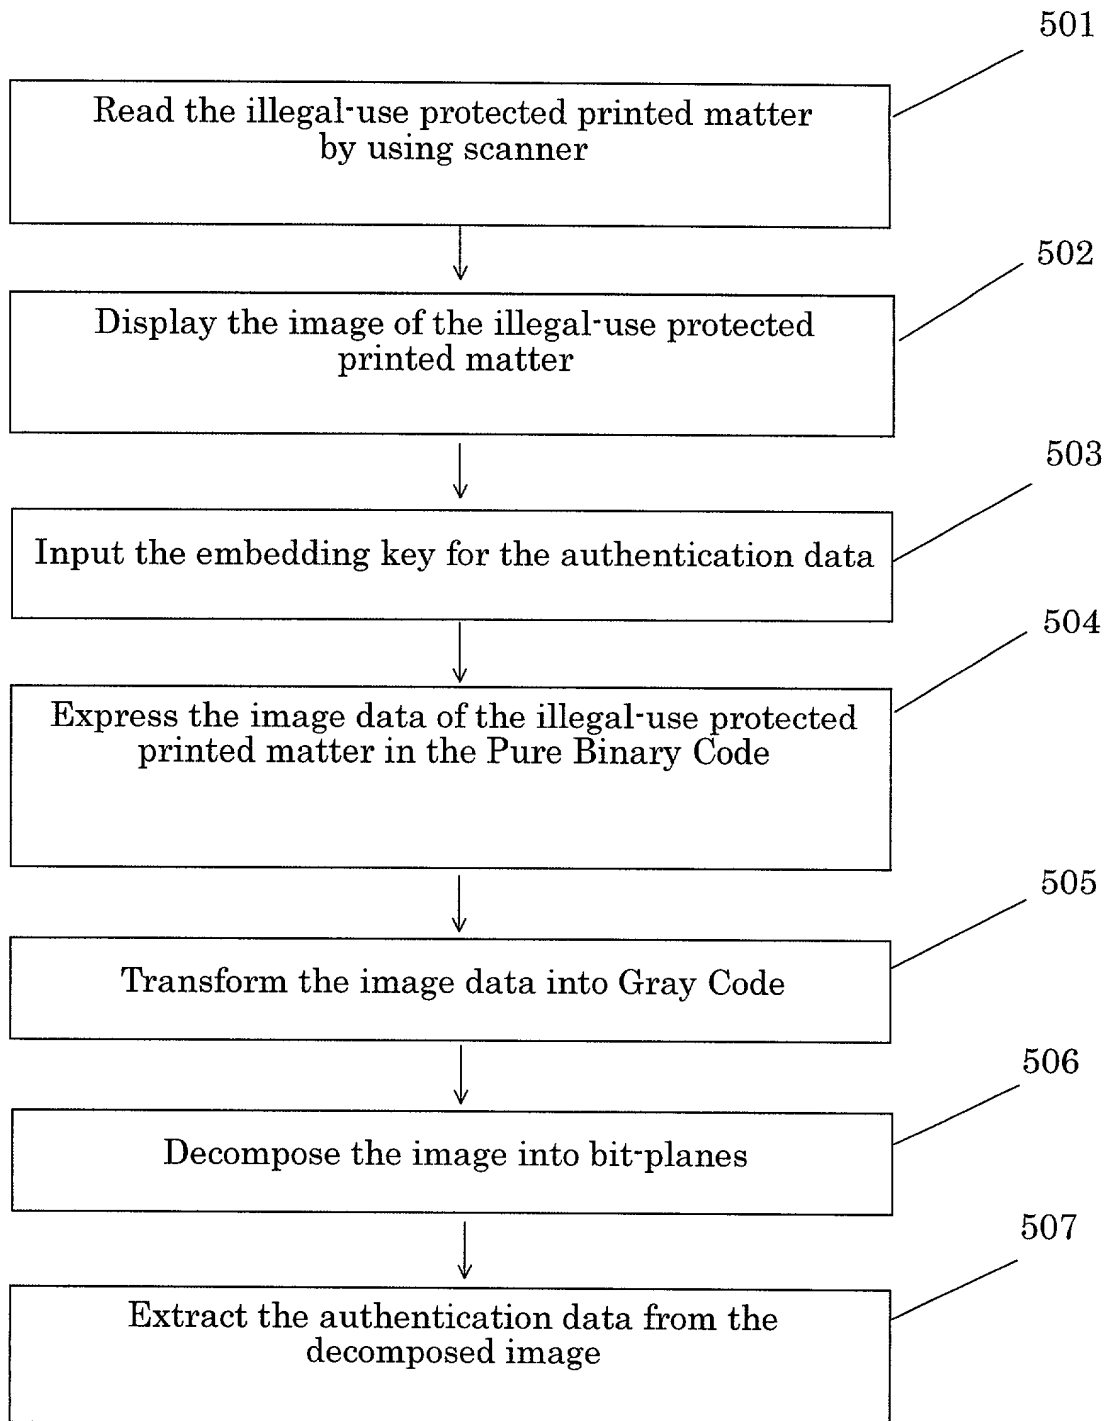 501
Read the illegal-use protected printed matter
by using scanner
502
Display the image of the illegal-use protected
printed matter
503
Input the embedding key for the authentication data
504
Express the image data of the illegal-use protected
printed matter in the Pure Binary Code
505
Transform the image data into Gray Code
506
Decompose the image into bit-planes
507
Extract the authentication data from the
decomposed image